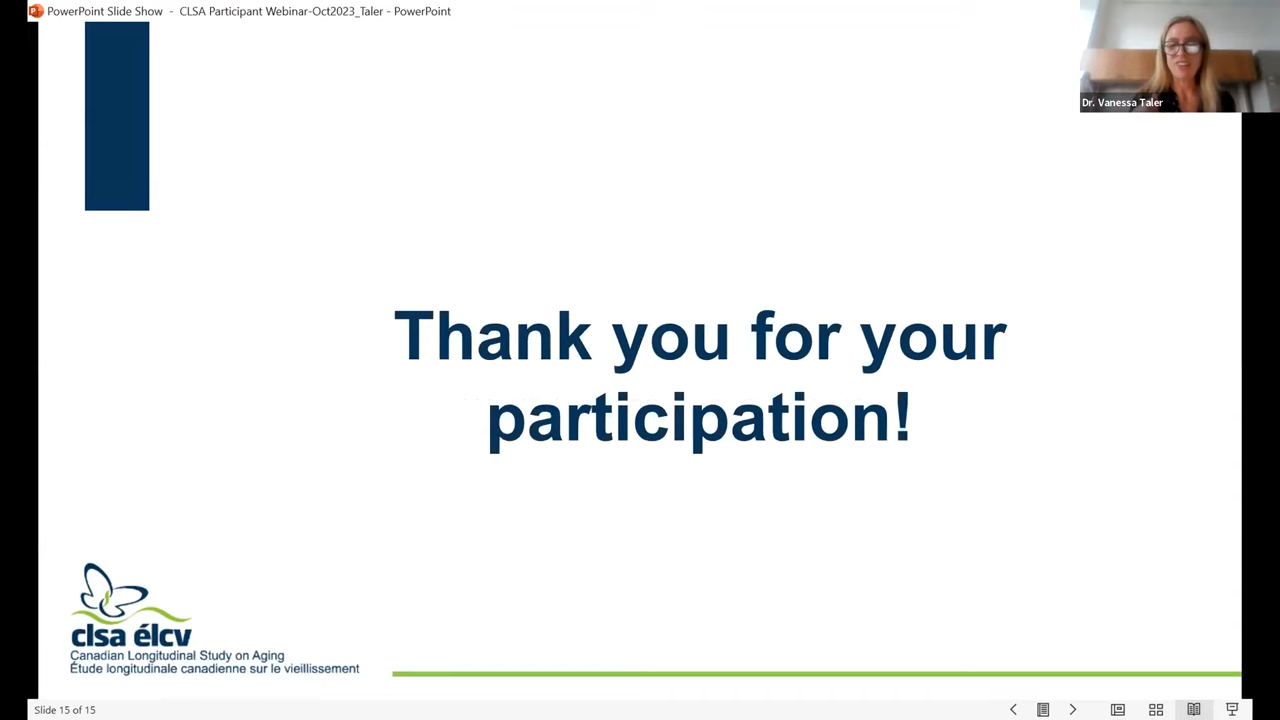 PowerPoint Slide Show - CLSA Participant Webinar-Oct2023_Taler - PowerPoint
Dr. Vanessa Taler
Thank you for your
participation!
clsa élcv
Canadian Longitudinal Study on Aging
Étude longitudinale canadienne sur le vieillissement
Slide 15 of 15